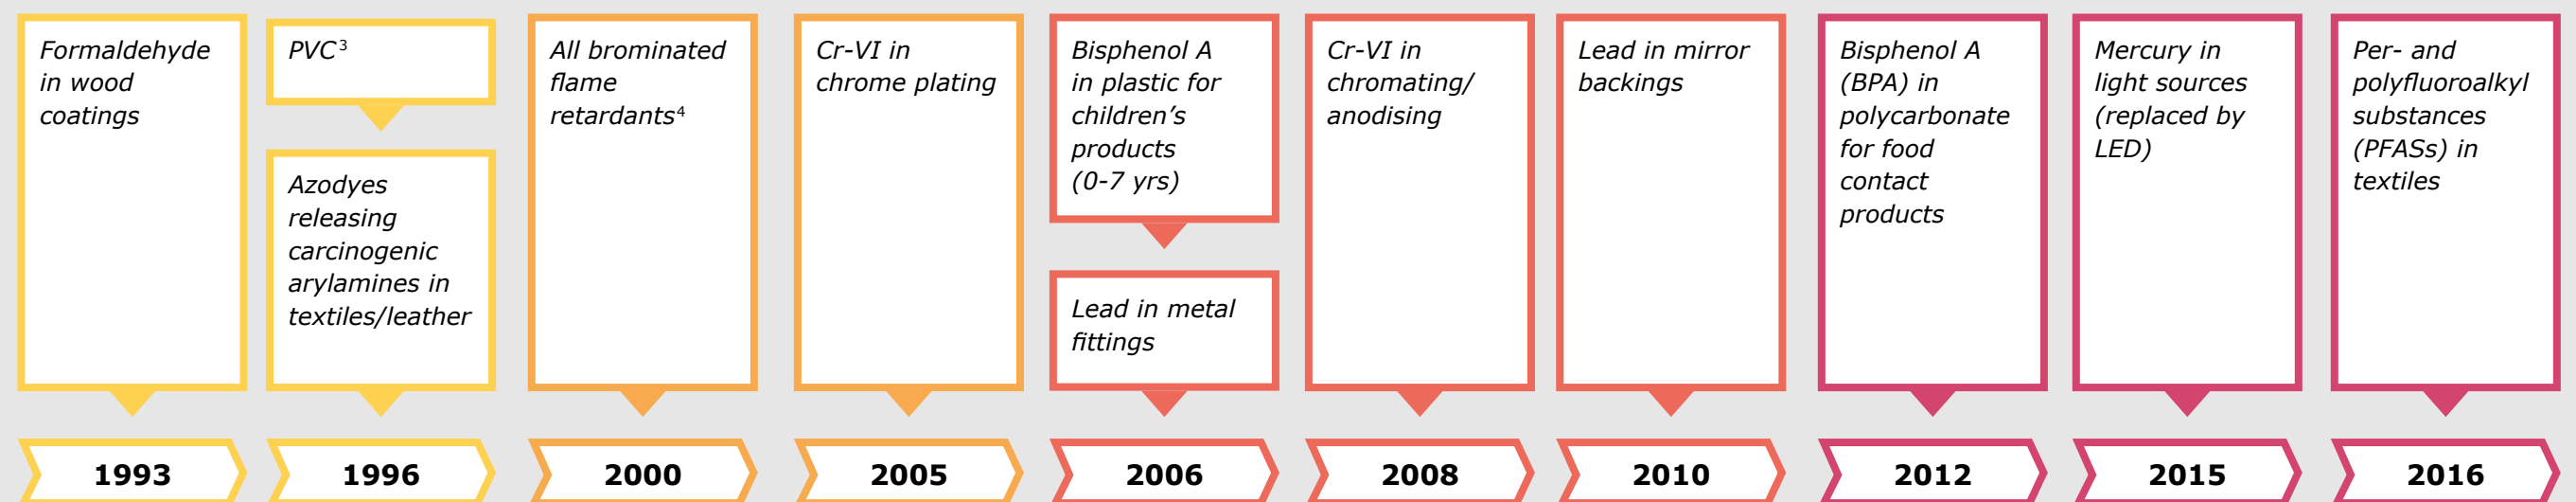 Formaldehyde
in wood
coatings
1993
PVC³
Azodyes
releasing
carcinogenic
arylamines in
textiles/leather
1996
All brominated
flame
retardants⁴
2000
Cr-VI in
chrome plating
2005
Bisphenol A
in plastic for
children’s
products
(0-7 yrs)
Lead in metal
fittings
2006
Cr-VI in
chromating/
anodising
2008
Lead in mirror
backings
2010
Bisphenol A
(BPA) in
polycarbonate
for food
contact
products
2012
Mercury in
light sources
(replaced by
LED)
2015
Per- and
polyfluoroalkyl
substances
(PFASs) in
textiles
2016